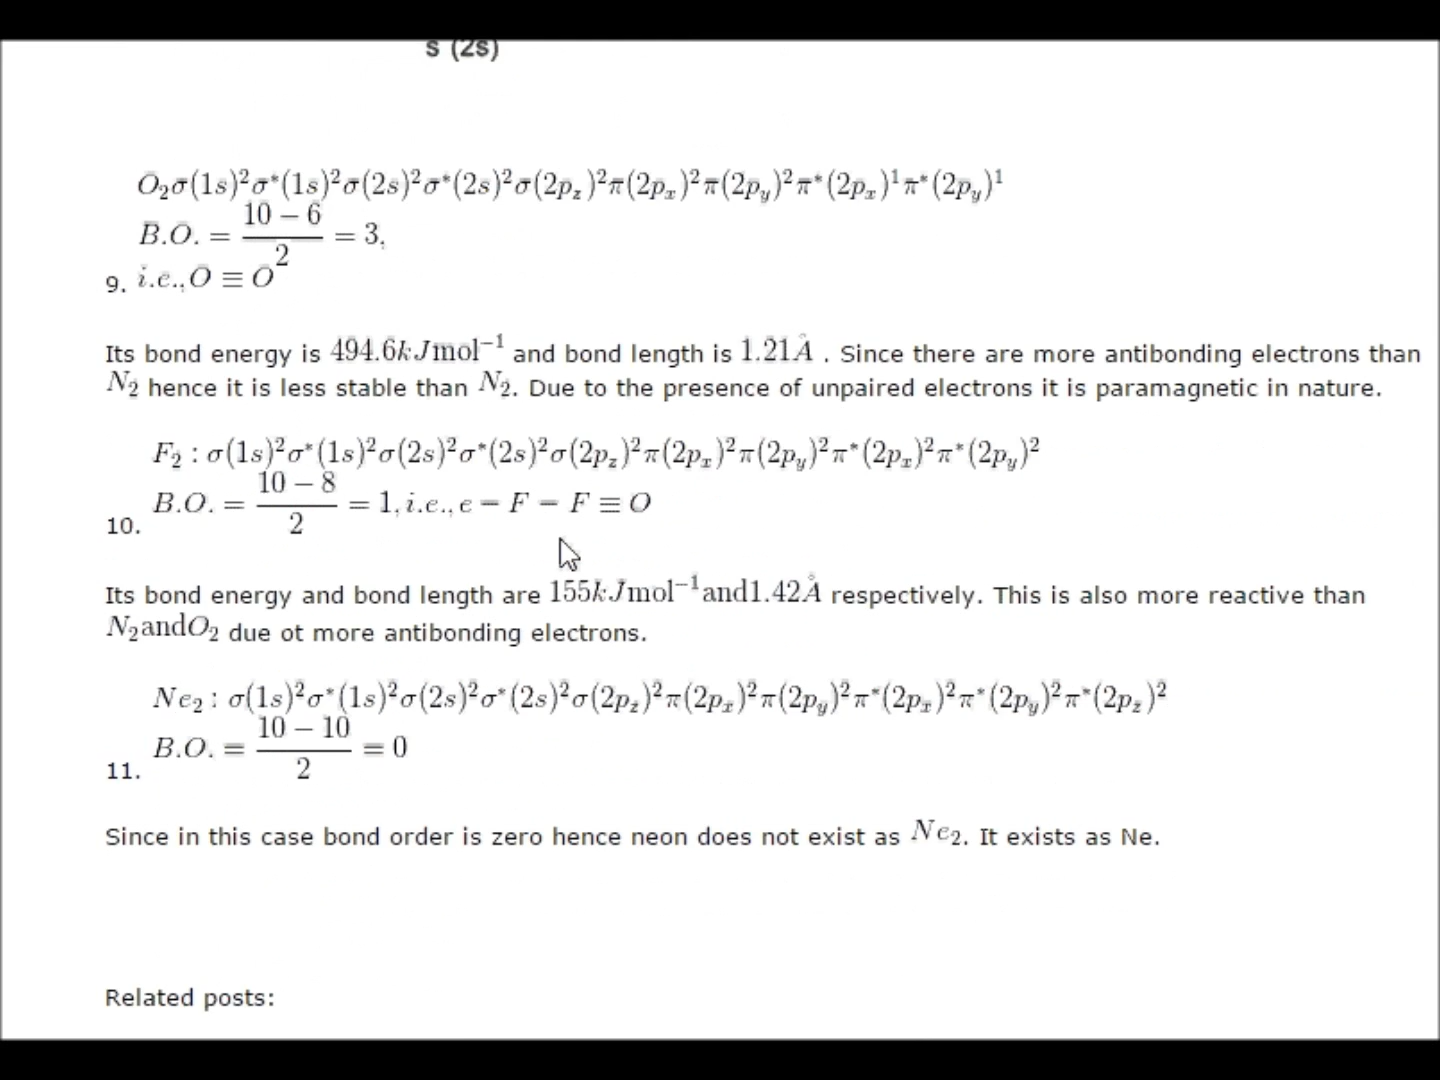 s (2s)
O₂σ(1s)²σ*(1s)²σ(2s)²σ*(2s)²σ(2p_z)²π(2p_x)²π(2p_y)²π*(2p_x)¹π*(2p_y)¹
B.O. = (10 − 6)/2 = 3,
9. i.e., O ≡ O²
Its bond energy is 494.6kJmol⁻¹ and bond length is 1.21Å . Since there are more antibonding electrons than
N₂ hence it is less stable than N₂. Due to the presence of unpaired electrons it is paramagnetic in nature.
F₂ : σ(1s)²σ*(1s)²σ(2s)²σ*(2s)²σ(2p_z)²π(2p_x)²π(2p_y)²π*(2p_x)²π*(2p_y)²
B.O. = (10 − 8)/2 = 1, i.e., e − F − F ≡ O
10.
Its bond energy and bond length are 155kJmol⁻¹and1.42Å respectively. This is also more reactive than
N₂andO₂ due ot more antibonding electrons.
Ne₂ : σ(1s)²σ*(1s)²σ(2s)²σ*(2s)²σ(2p_z)²π(2p_x)²π(2p_y)²π*(2p_x)²π*(2p_y)²π*(2p_z)²
B.O. = (10 − 10)/2 = 0
11.
Since in this case bond order is zero hence neon does not exist as Ne₂. It exists as Ne.
Related posts: